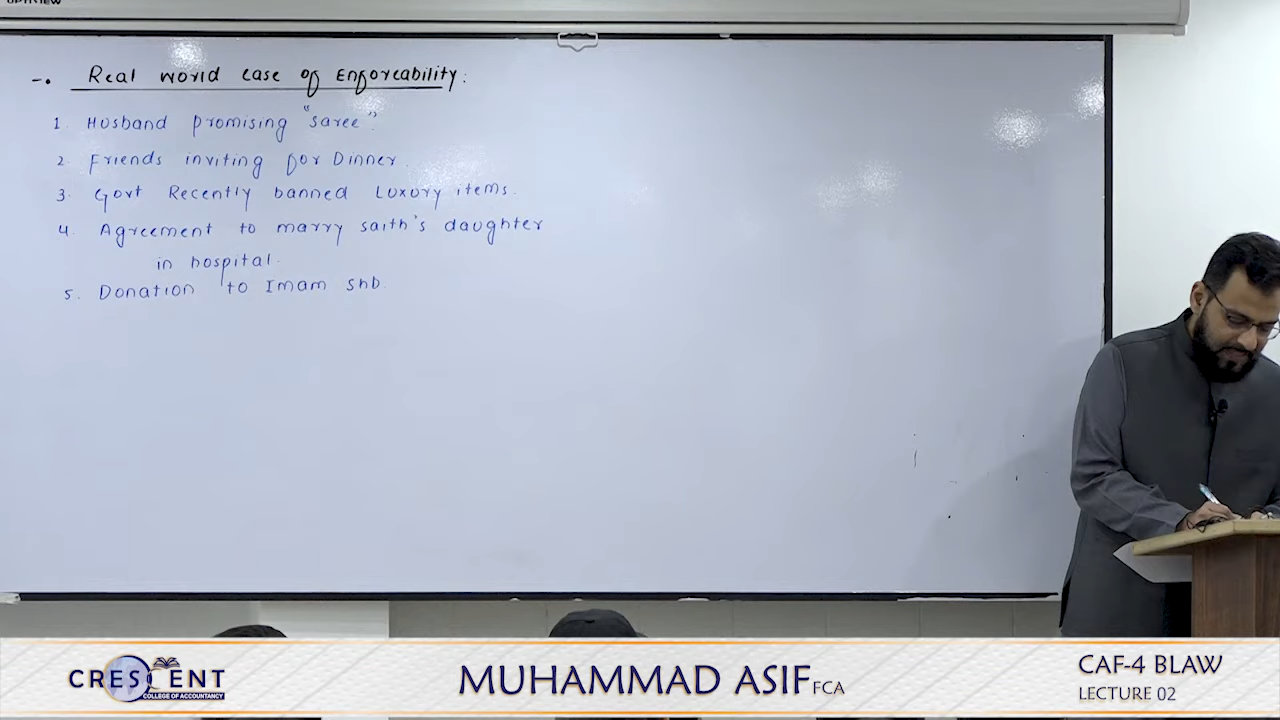 -. Real world case of Enforeability:
1. Husband promising "saree".
2. Friends inviting for Dinner.
3. Govt Recently banned Luxury items.
4. Agreement to marry saith's daughter
in hospital.
5. Donation to Imam shb.
CRESCENT
COLLEGE OF ACCOUNTANCY
MUHAMMAD ASIF FCA
CAF-4 BLAW
LECTURE 02